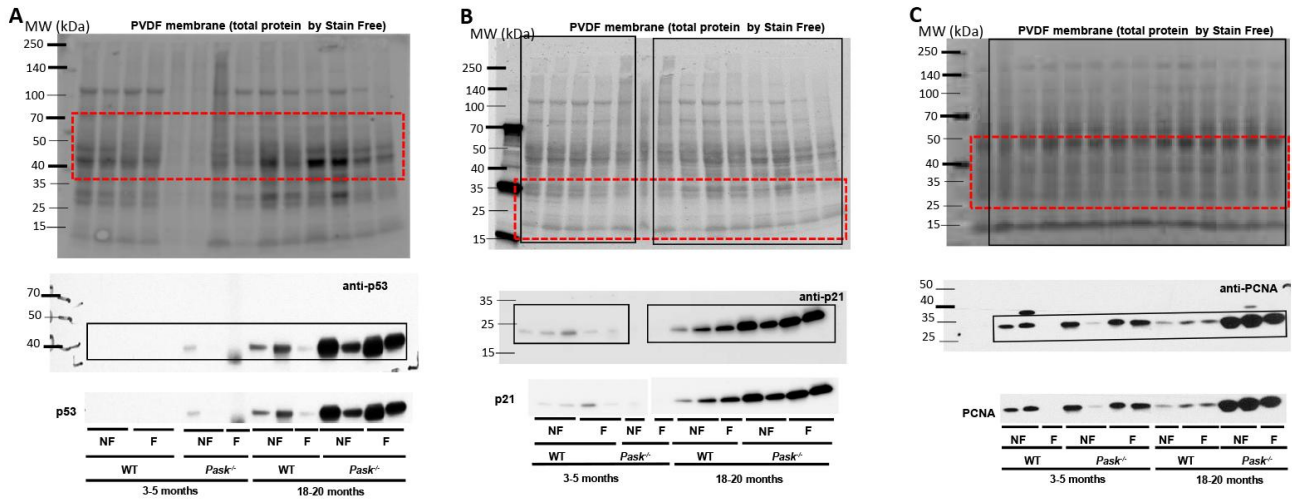 A
PVDF membrane (total protein by Stain Free)
MW (kDa)
250
140
100
70
50
40
35
25
15
anti-p53
70
50
40
p53
NF F NF F NF F NF F
WT Pask-/- WT Pask-/-
3-5 months 18-20 months
B
PVDF membrane (total protein by Stain Free)
MW (kDa)
250
140
100
70
50
40
35
25
15
anti-p21
35
25
15
p21
NF F NF F NF F NF F
WT Pask-/- WT Pask-/-
3-5 months 18-20 months
C
PVDF membrane (total protein by Stain Free)
MW (kDa)
250
140
100
70
50
40
35
25
15
anti-PCNA
50
40
35
25
PCNA
NF F NF F NF F NF F
WT Pask-/- WT Pask-/-
3-5 months 18-20 months